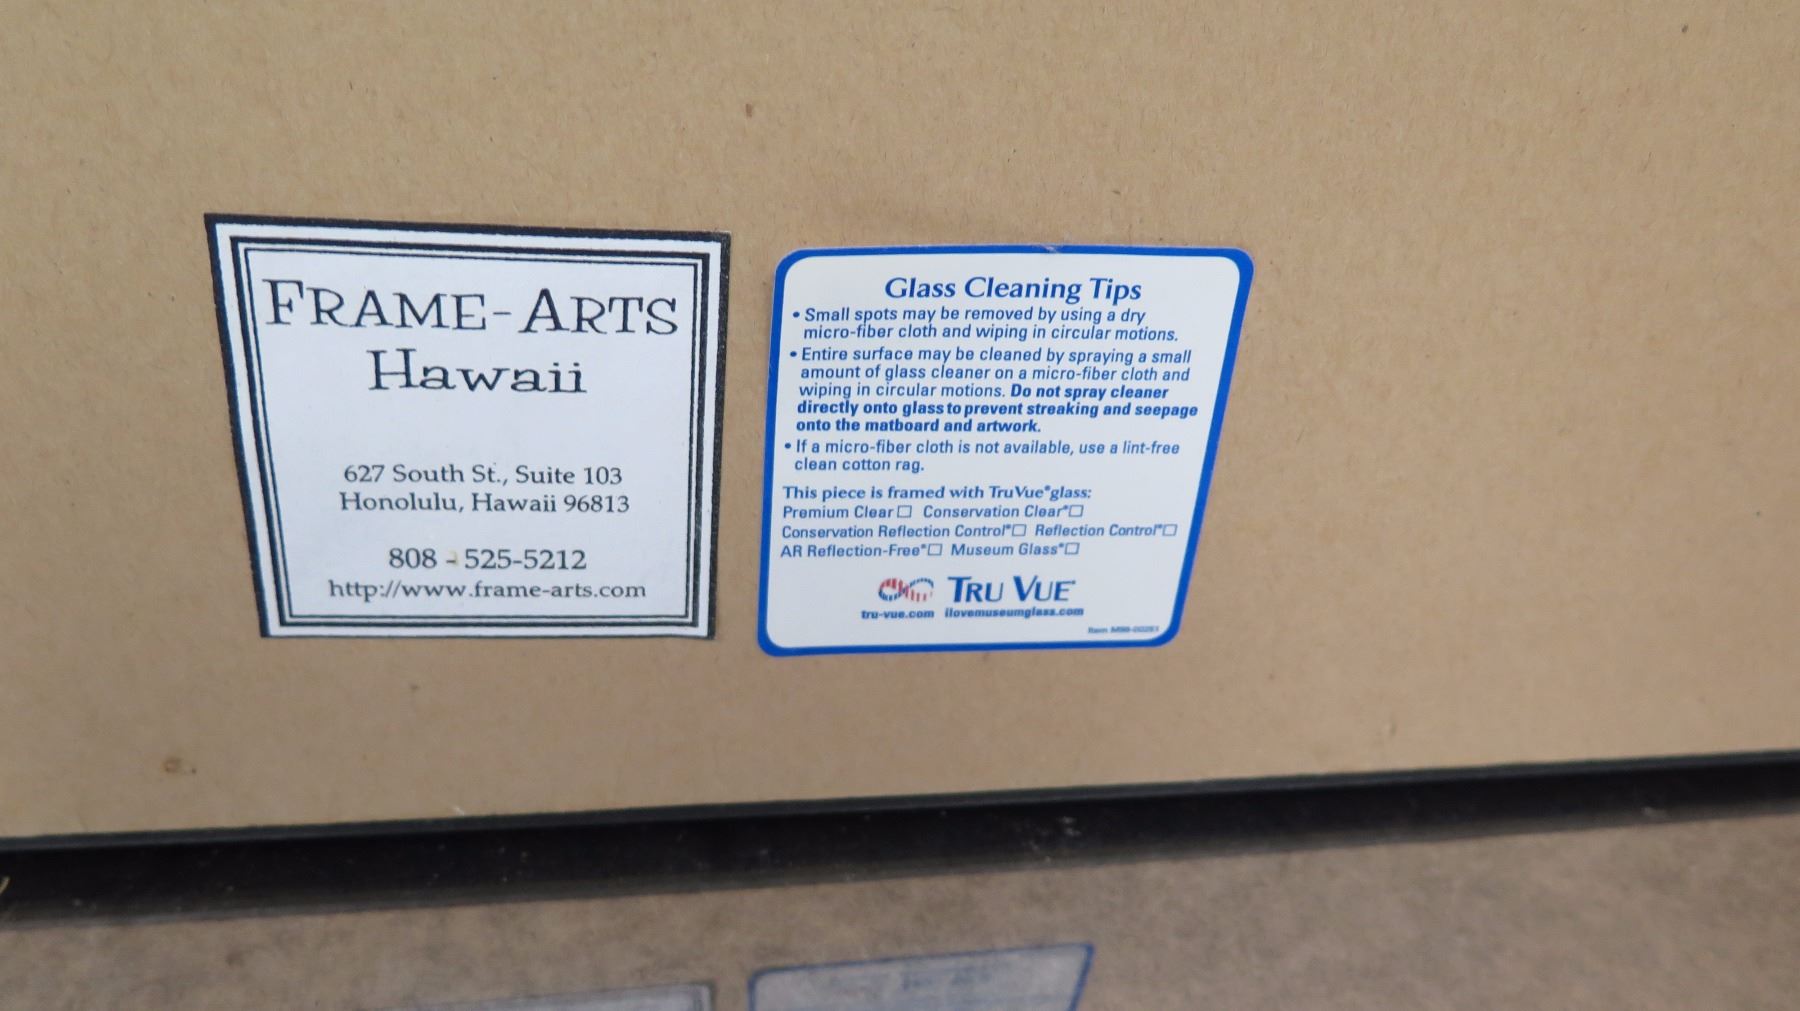 FRAME-ARTS
Hawaii
627 South St., Suite 103
Honolulu, Hawaii 96813
808 - 525-5212
http://www.frame-arts.com
Glass Cleaning Tips
• Small spots may be removed by using a dry
micro-fiber cloth and wiping in circular motions.
• Entire surface may be cleaned by spraying a small
amount of glass cleaner on a micro-fiber cloth and
wiping in circular motions. Do not spray cleaner
directly onto glass to prevent streaking and seepage
onto the matboard and artwork.
• If a micro-fiber cloth is not available, use a lint-free
clean cotton rag.
This piece is framed with Tru Vue® glass:
Premium Clear ☐ Conservation Clear® ☐
Conservation Reflection Control® ☐ Reflection Control® ☐
AR Reflection-Free® ☐ Museum Glass® ☐
TRU VUE®
tru-vue.com ilovemuseumglass.com
Item